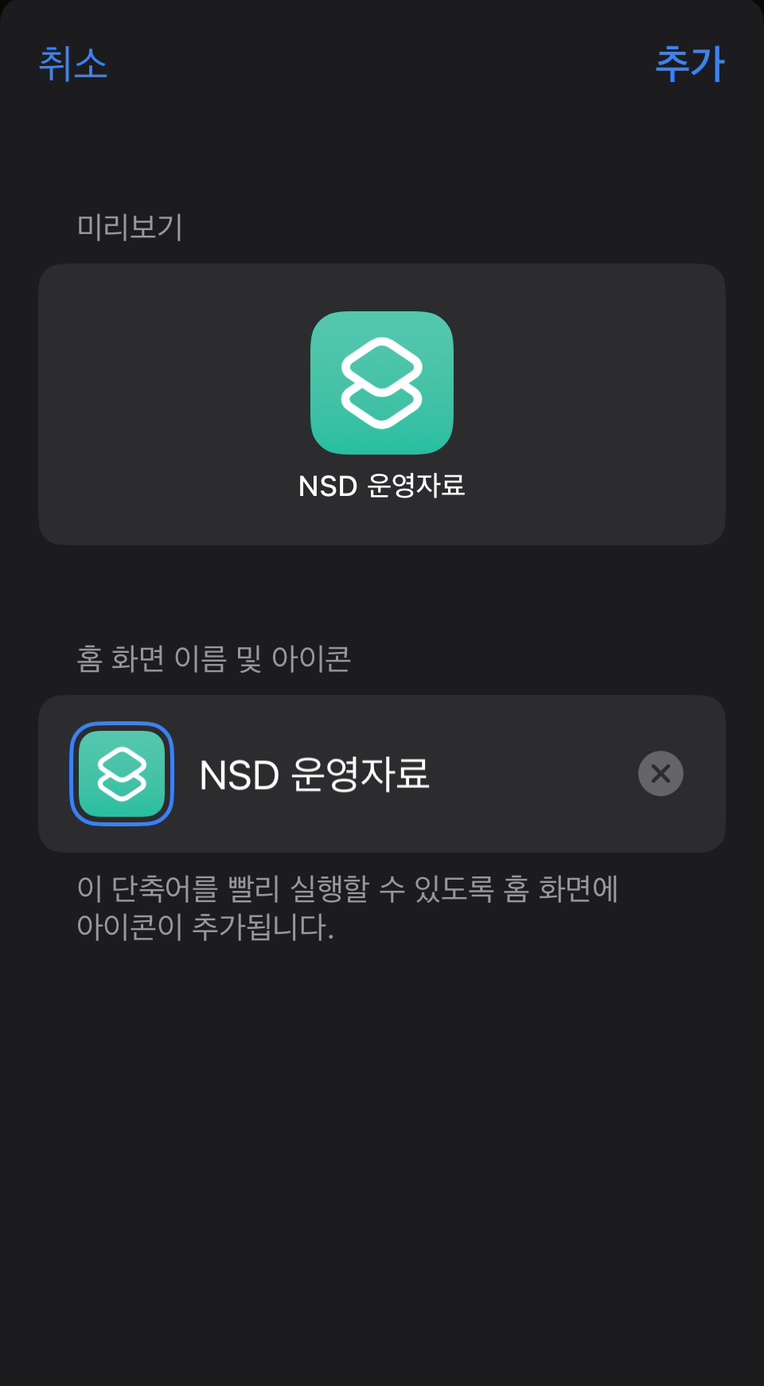 취소
추가
미리보기
NSD 운영자료
홈 화면 이름 및 아이콘
NSD 운영자료
이 단축어를 빨리 실행할 수 있도록 홈 화면에
아이콘이 추가됩니다.